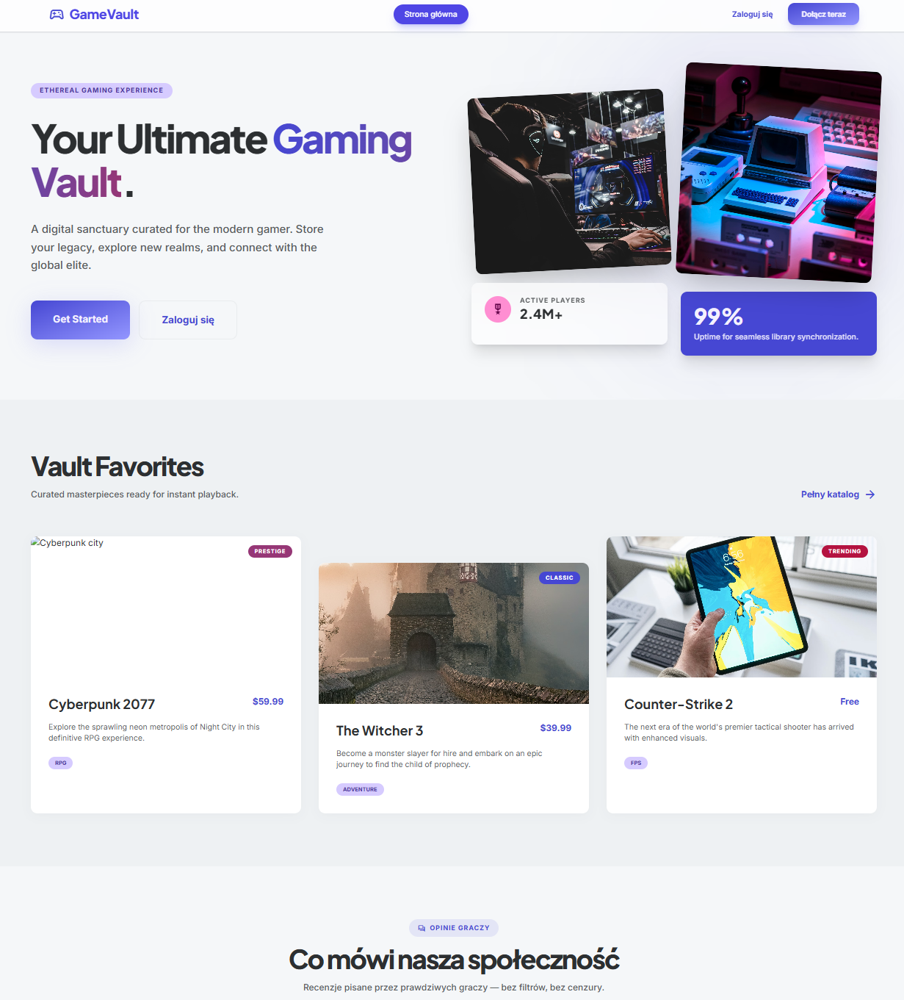 GameVault
Strona główna
Zaloguj się
Dołącz teraz
ETHEREAL GAMING EXPERIENCE
Your Ultimate Gaming
Vault.
A digital sanctuary curated for the modern gamer. Store
your legacy, explore new realms, and connect with the
global elite.
Get Started
Zaloguj się
ACTIVE PLAYERS
2.4M+
99%
Uptime for seamless library synchronization.
Vault Favorites
Curated masterpieces ready for instant playback.
Pełny katalog
Cyberpunk city
PRESTIGE
Cyberpunk 2077
$59.99
Explore the sprawling neon metropolis of Night City in this
definitive RPG experience.
RPG
CLASSIC
The Witcher 3
$39.99
Become a monster slayer for hire and embark on an epic
journey to find the child of prophecy.
ADVENTURE
TRENDING
Counter-Strike 2
Free
The next era of the world's premier tactical shooter has arrived
with enhanced visuals.
FPS
OPINIE GRACZY
Co mówi nasza społeczność
Recenzje pisane przez prawdziwych graczy — bez filtrów, bez cenzury.